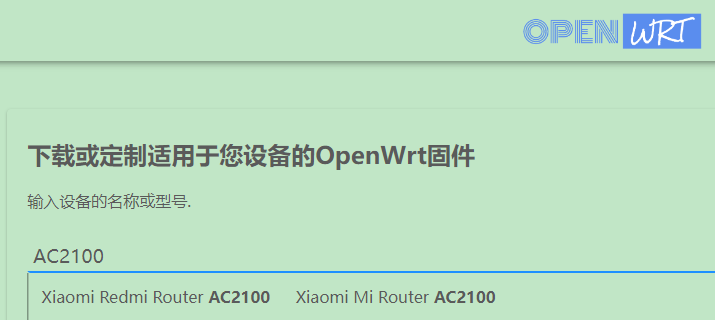 OPENWRT
下载或定制适用于您设备的OpenWrt固件
输入设备的名称或型号.
AC2100
Xiaomi Redmi Router AC2100 Xiaomi Mi Router AC2100